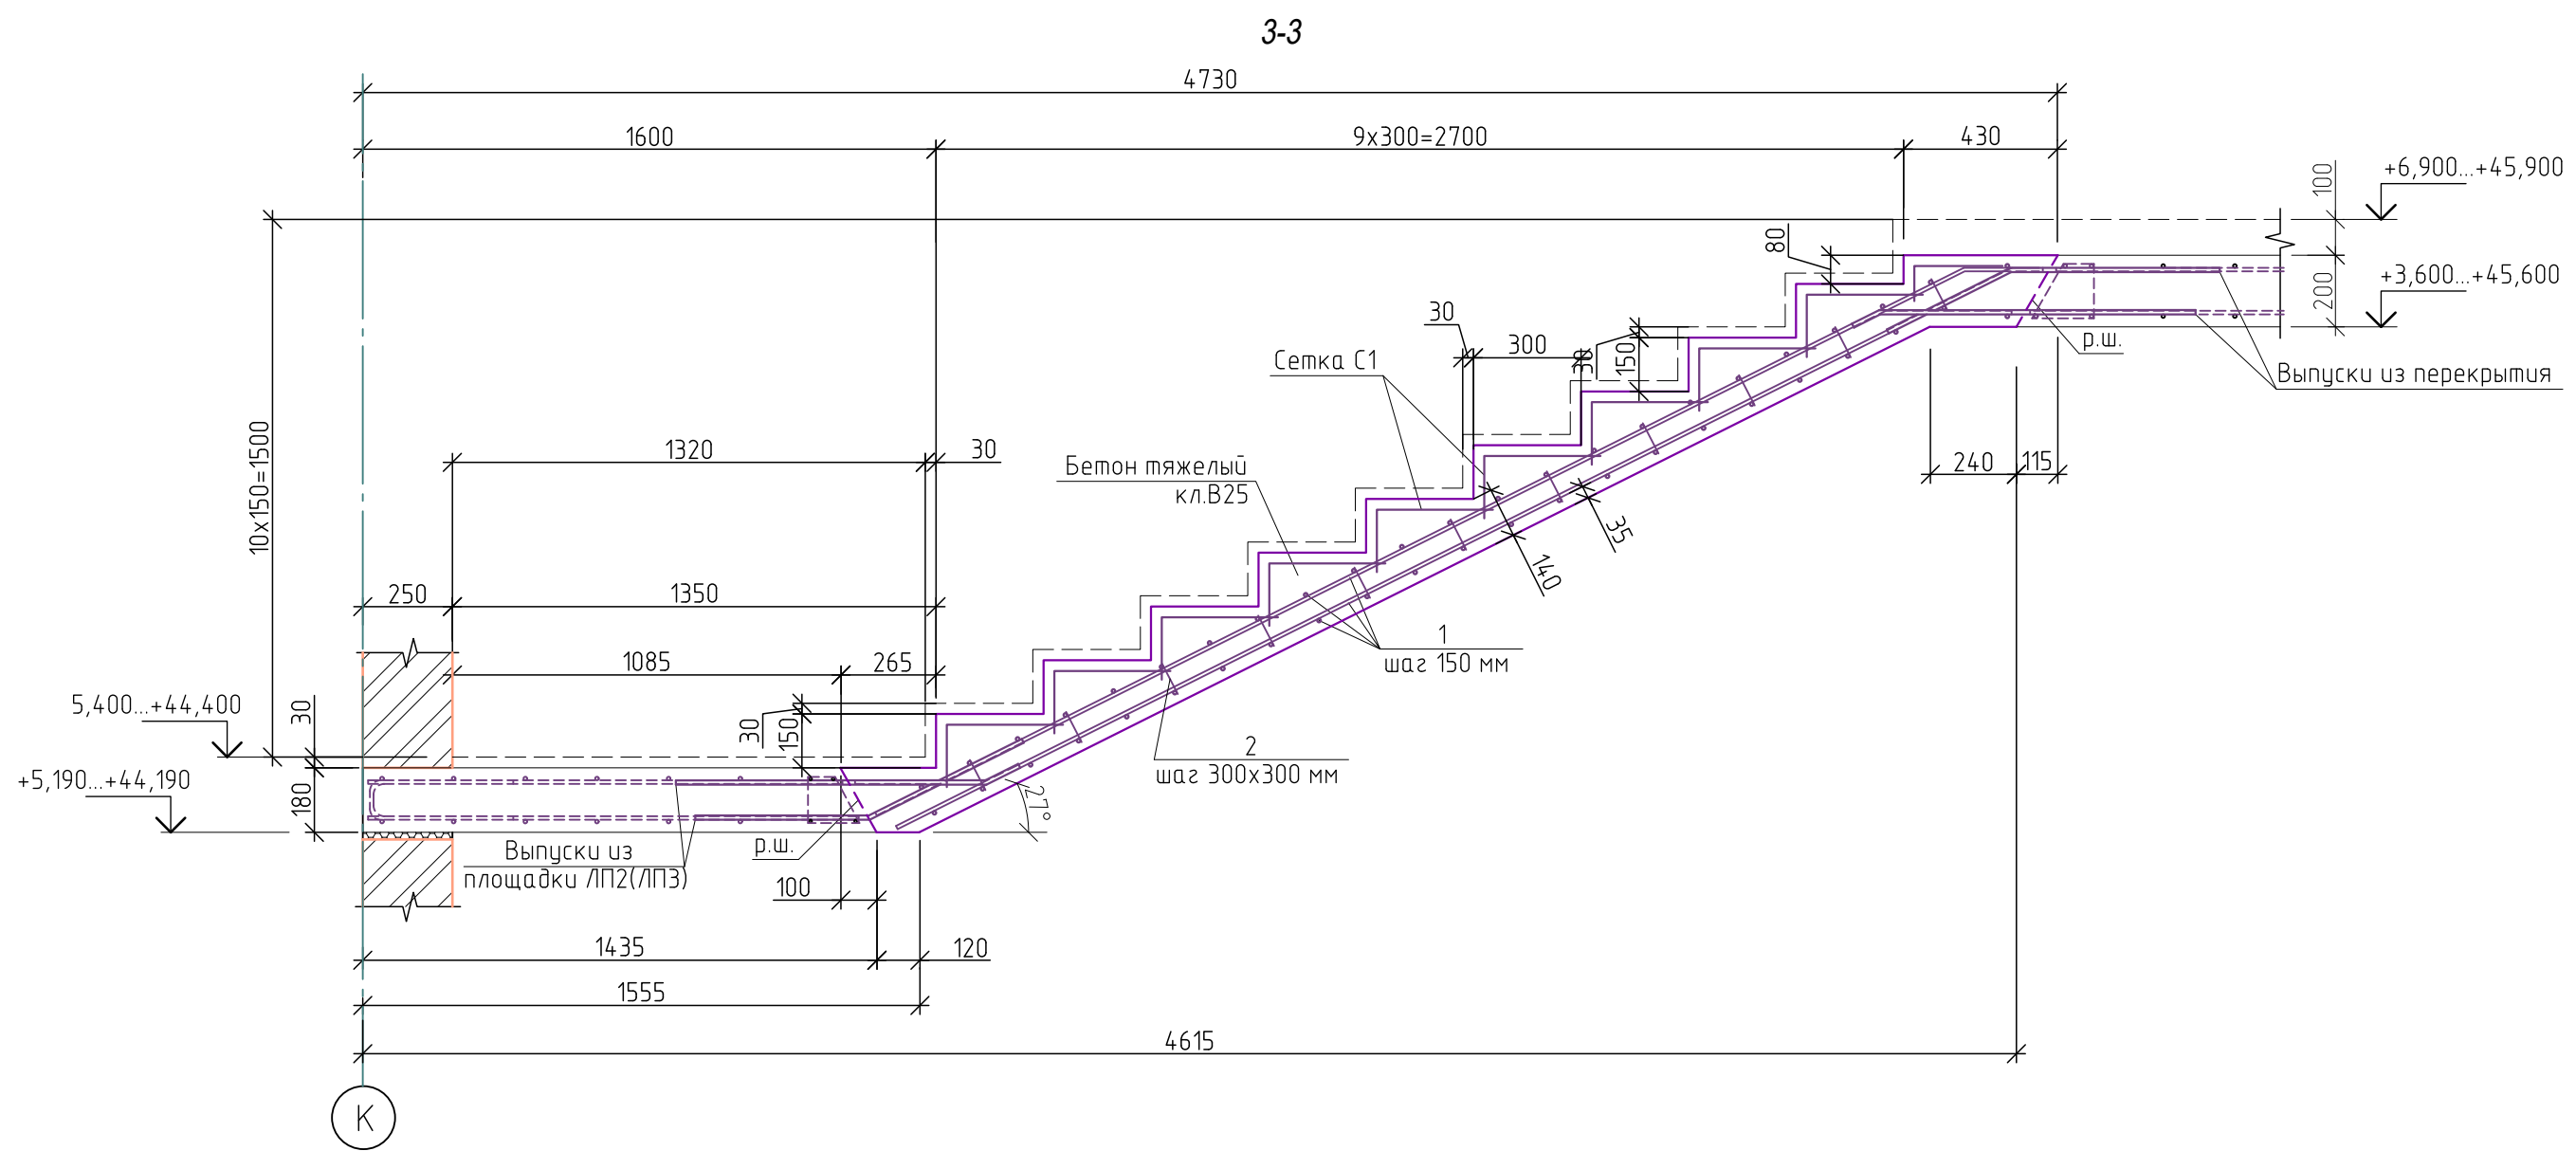 3-3
4730
1600
9x300=2700
430
+6,900...+45,900
100
80
+3,600...+45,600
200
30
300
30
150
р.ш.
Сетка С1
Выпуски из перекрытия
10x150=1500
1320
30
240
115
Бетон тяжелый
кл.В25
35
140
250
1350
1
шаг 150 мм
1085
265
5,400...+44,400
30
30
150
2
шаг 300x300 мм
+5,190...+44,190
180
27°
Выпуски из
площадки ЛП2(ЛП3)
р.ш.
100
1435
120
1555
4615
К